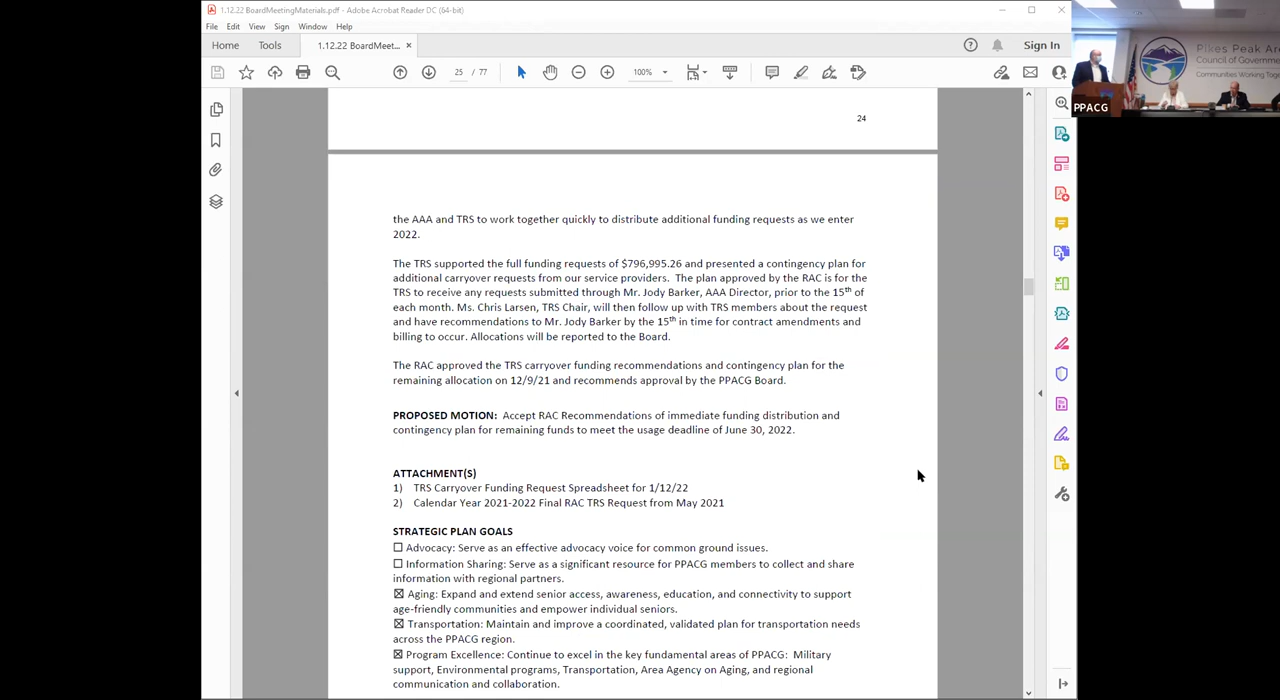 1.12.22 BoardMeetingMaterials.pdf - Adobe Acrobat Reader DC (64-bit)
File Edit View Sign Window Help
Home Tools 1.12.22 BoardMeet... × Sign In
25 / 77 100%
Pikes Peak Are
Council of Governme
Communities Working Toge
PPACG
24
the AAA and TRS to work together quickly to distribute additional funding requests as we enter
2022.
The TRS supported the full funding requests of $796,995.26 and presented a contingency plan for
additional carryover requests from our service providers. The plan approved by the RAC is for the
TRS to receive any requests submitted through Mr. Jody Barker, AAA Director, prior to the 15th of
each month. Ms. Chris Larsen, TRS Chair, will then follow up with TRS members about the request
and have recommendations to Mr. Jody Barker by the 15th in time for contract amendments and
billing to occur. Allocations will be reported to the Board.
The RAC approved the TRS carryover funding recommendations and contingency plan for the
remaining allocation on 12/9/21 and recommends approval by the PPACG Board.
PROPOSED MOTION: Accept RAC Recommendations of immediate funding distribution and
contingency plan for remaining funds to meet the usage deadline of June 30, 2022.
ATTACHMENT(S)
1) TRS Carryover Funding Request Spreadsheet for 1/12/22
2) Calendar Year 2021-2022 Final RAC TRS Request from May 2021
STRATEGIC PLAN GOALS
☐ Advocacy: Serve as an effective advocacy voice for common ground issues.
☐ Information Sharing: Serve as a significant resource for PPACG members to collect and share
information with regional partners.
☒ Aging: Expand and extend senior access, awareness, education, and connectivity to support
age-friendly communities and empower individual seniors.
☒ Transportation: Maintain and improve a coordinated, validated plan for transportation needs
across the PPACG region.
☒ Program Excellence: Continue to excel in the key fundamental areas of PPACG: Military
support, Environmental programs, Transportation, Area Agency on Aging, and regional
communication and collaboration.